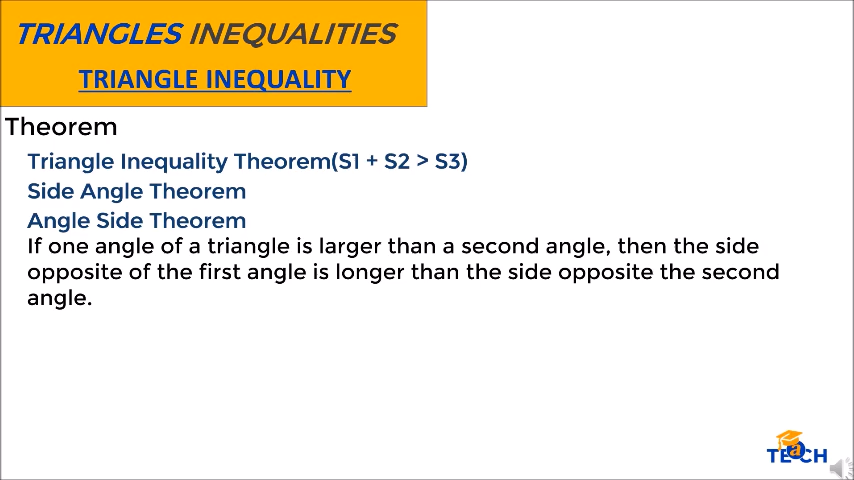 TRIANGLES INEQUALITIES
TRIANGLE INEQUALITY
Theorem
Triangle Inequality Theorem(S1 + S2 > S3)
Side Angle Theorem
Angle Side Theorem
If one angle of a triangle is larger than a second angle, then the side
opposite of the first angle is longer than the side opposite the second
angle.
TEaCH